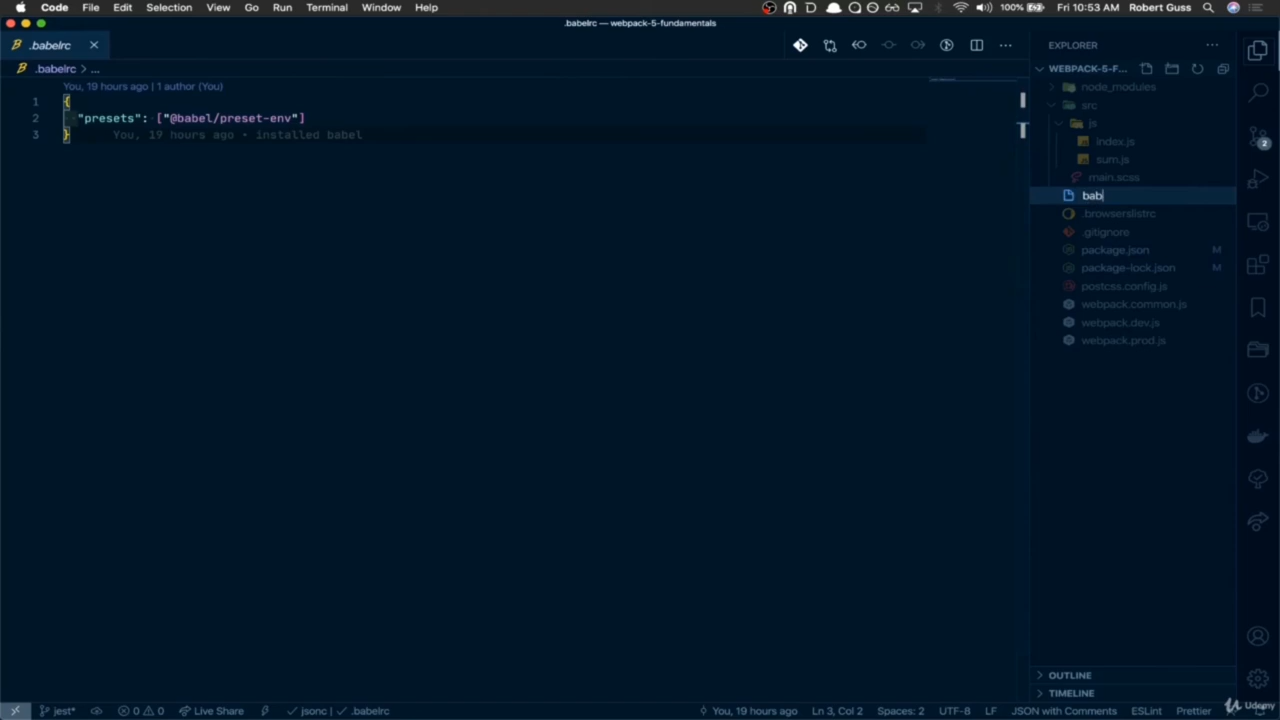 Code File Edit Selection View Go Run Terminal Window Help
100% Fri 10:53 AM Robert Guss
.babelrc — webpack-5-fundamentals
.babelrc
.babelrc > ...
You, 19 hours ago | 1 author (You)
1 {
2 "presets": ["@babel/preset-env"]
3 } You, 19 hours ago • installed babel
EXPLORER
WEBPACK-5-F...
node_modules
src
js
index.js
sum.js
main.scss
bab
.browserslistrc
.gitignore
package.json M
package-lock.json M
postcss.config.js
webpack.common.js
webpack.dev.js
webpack.prod.js
2
OUTLINE
TIMELINE
jest* 0 0 Live Share jsonc | .babelrc
You, 19 hours ago Ln 3, Col 2 Spaces: 2 UTF-8 LF JSON with Comments ESLint Prettier
Udemy